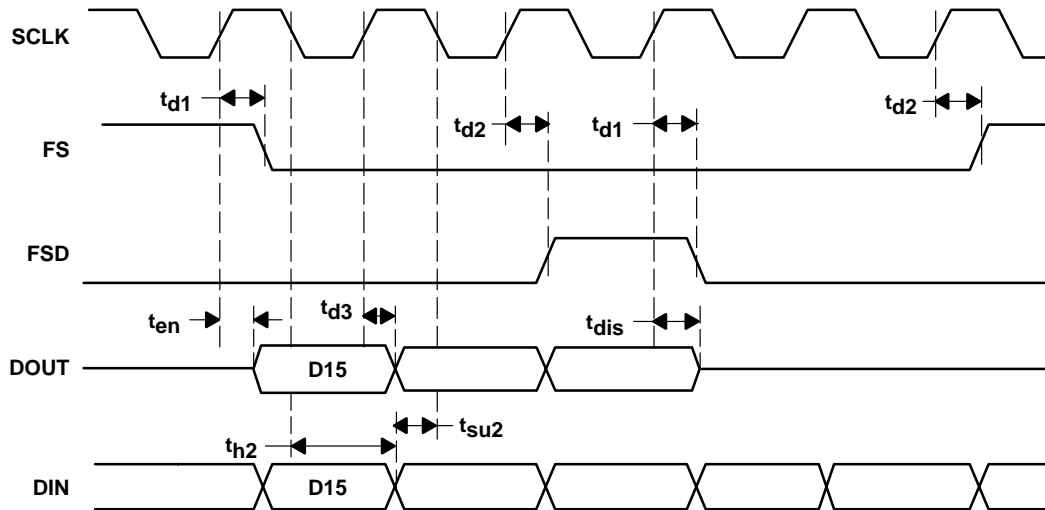 SCLK
td1
td2
td1
td2
FS
FSD
ten
td3
tdis
DOUT
D15
th2
tsu2
DIN
D15